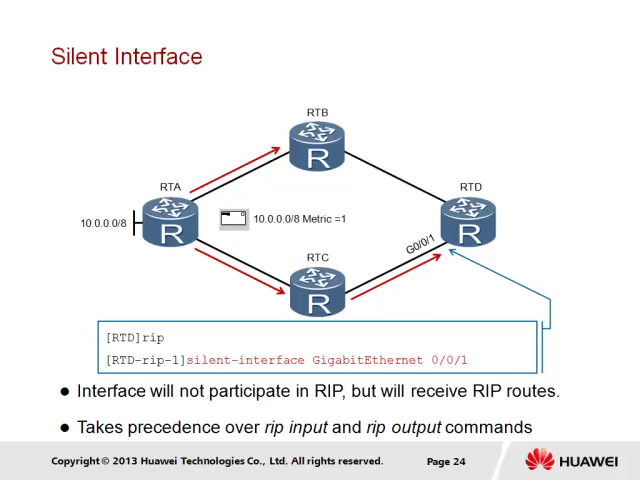 Silent Interface
RTB
RTA
RTD
10.0.0.0/8
10.0.0.0/8 Metric =1
R
R
R
G0/0/1
RTC
R
[RTD]rip
[RTD-rip-1]silent-interface GigabitEthernet 0/0/1
● Interface will not participate in RIP, but will receive RIP routes.
● Takes precedence over rip input and rip output commands
Copyright © 2013 Huawei Technologies Co., Ltd. All rights reserved.
Page 24
HUAWEI